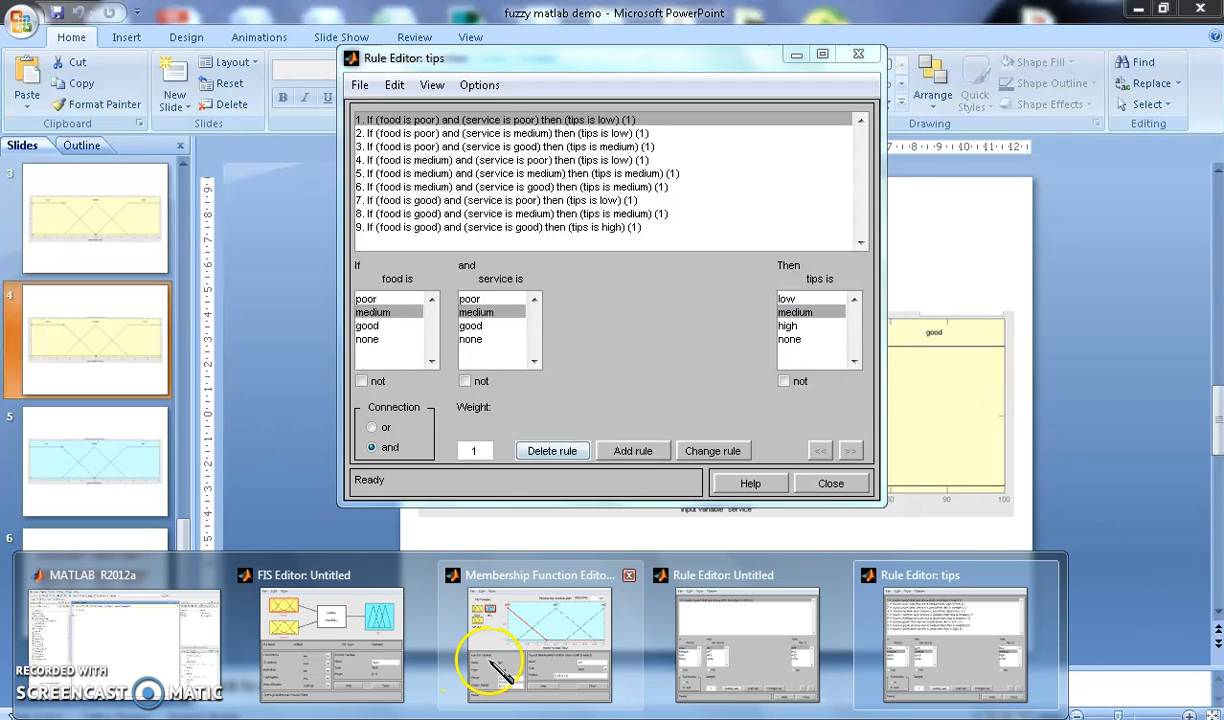 fuzzy matlab demo - Microsoft PowerPoint
Home Insert Design Animations Slide Show Review View
Cut
Copy
Format Painter
Paste
Clipboard
New Slide
Layout
Reset
Delete
B I U
Rule Editor: tips
File Edit View Options
1. If (food is poor) and (service is poor) then (tips is low) (1)
2. If (food is poor) and (service is medium) then (tips is low) (1)
3. If (food is poor) and (service is good) then (tips is medium) (1)
4. If (food is medium) and (service is poor) then (tips is low) (1)
5. If (food is medium) and (service is medium) then (tips is medium) (1)
6. If (food is medium) and (service is good) then (tips is medium) (1)
7. If (food is good) and (service is poor) then (tips is low) (1)
8. If (food is good) and (service is medium) then (tips is medium) (1)
9. If (food is good) and (service is good) then (tips is high) (1)
If and Then
food is service is tips is
poor poor low
medium medium medium
good good high
none none none
not not not
Connection
or
and
Weight:
1
Delete rule Add rule Change rule << >>
Ready
Help Close
Arrange
Quick Styles
Shape Fill
Shape Outline
Shape Effects
Drawing
Find
Replace
Select
Editing
Slides Outline
3
4
5
6
7 8 9 10 11 12
good
80 90 100
input variable "service"
MATLAB R2012a
FIS Editor: Untitled
Membership Function Edito...
Rule Editor: Untitled
Rule Editor: tips
RECORDED WITH
SCREENCAST MATIC